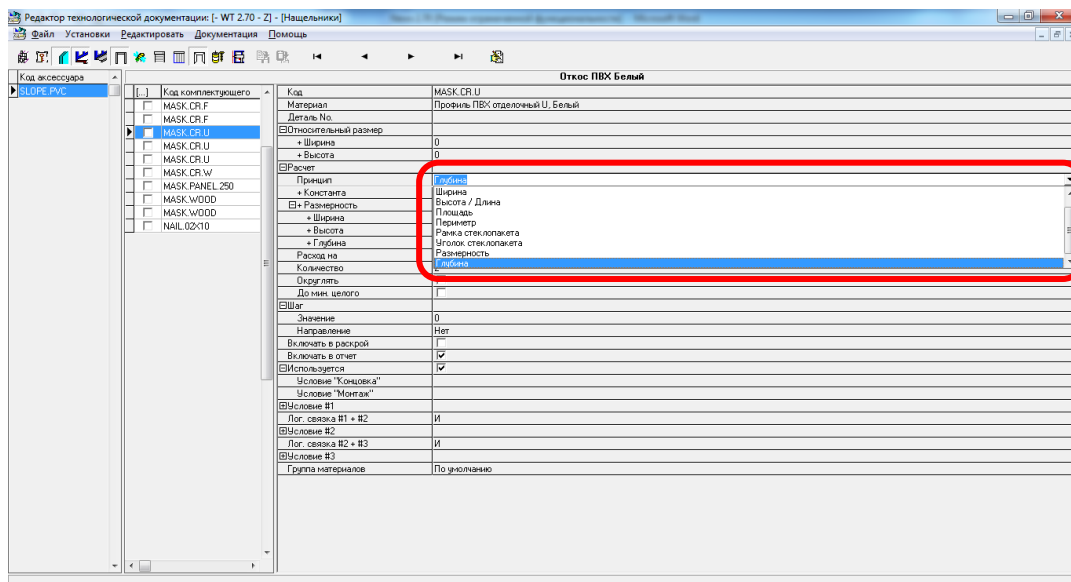 Редактор технологической документации: [- WT 2.70 - Z] - [Нащельники]
Файл Установки Редактировать Документация Помощь
Код аксессуара
SLOPE.PVC
[...] Код комплектующего
MASK.CR.F
MASK.CR.F
MASK.CR.U
MASK.CR.U
MASK.CR.U
MASK.CR.W
MASK.PANEL.250
MASK.WOOD
MASK.WOOD
NAIL.02X10
Откос ПВХ Белый
Код MASK.CR.U
Материал Профиль ПВХ отделочный U, Белый
Деталь No.
Относительный размер
+ Ширина 0
+ Высота 0
Расчет
Принцип Глубина
+ Константа
+ Размерность
+ Ширина
+ Высота
+ Глубина
Ширина
Высота / Длина
Площадь
Периметр
Рамка стеклопакета
Уголок стеклопакета
Размерность
Глубина
Расход на
Количество
Округлять
До мин. целого
Шаг
Значение 0
Направление Нет
Включать в раскрой
Включать в отчет
Используется
Условие "Концовка"
Условие "Монтаж"
Условие #1
Лог. связка #1 + #2 И
Условие #2
Лог. связка #2 + #3 И
Условие #3
Группа материалов По умолчанию